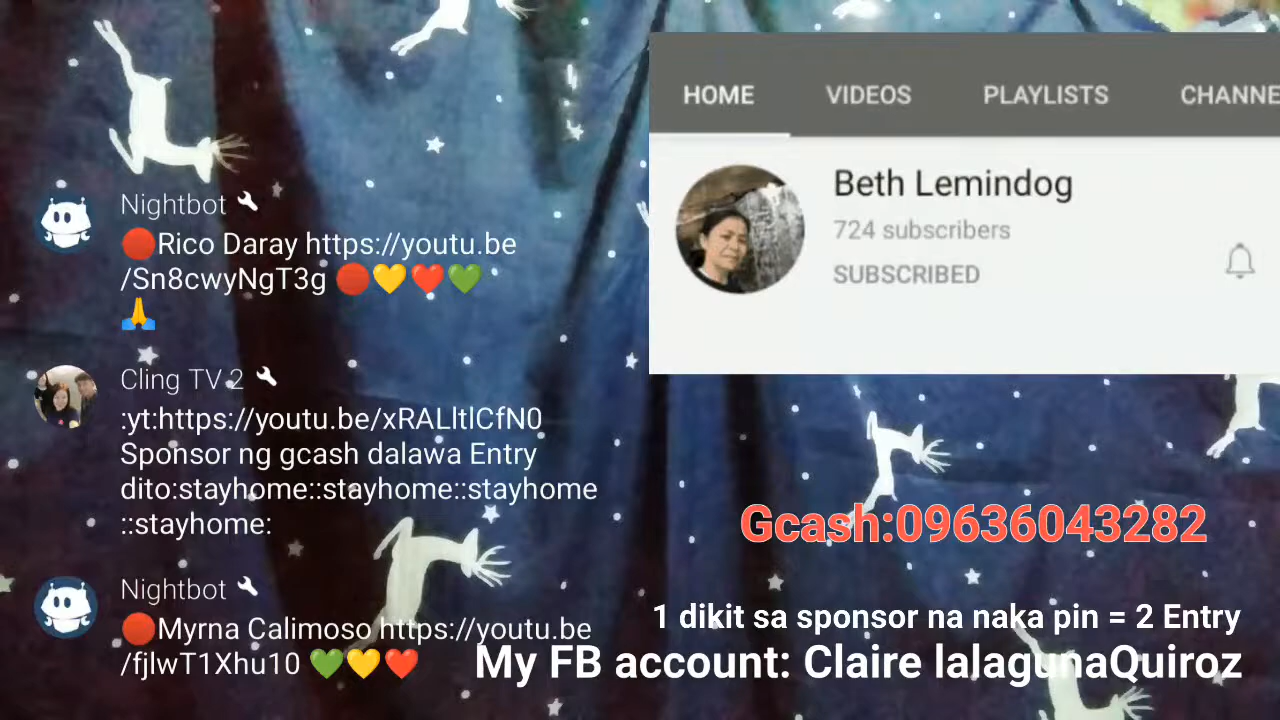 HOME VIDEOS PLAYLISTS CHANNE
Beth Lemindog
724 subscribers
SUBSCRIBED
Nightbot
🔴Rico Daray https://youtu.be
/Sn8cwyNgT3g 🔴💛❤️💚
🙏
Cling TV 2
:yt:https://youtu.be/xRALltlCfN0
Sponsor ng gcash dalawa Entry
dito:stayhome::stayhome::stayhome
::stayhome:
Nightbot
🔴Myrna Calimoso https://youtu.be
/fjlwT1Xhu10 💚💛❤️
Gcash:09636043282
1 dikit sa sponsor na naka pin = 2 Entry
My FB account: Claire lalagunaQuiroz